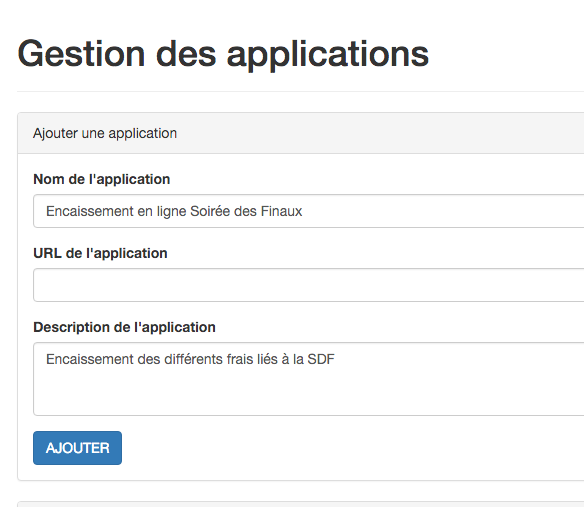 Gestion des applications
Ajouter une application
Nom de l'application
Encaissement en ligne Soirée des Finaux
URL de l'application
Description de l'application
Encaissement des différents frais liés à la SDF
AJOUTER